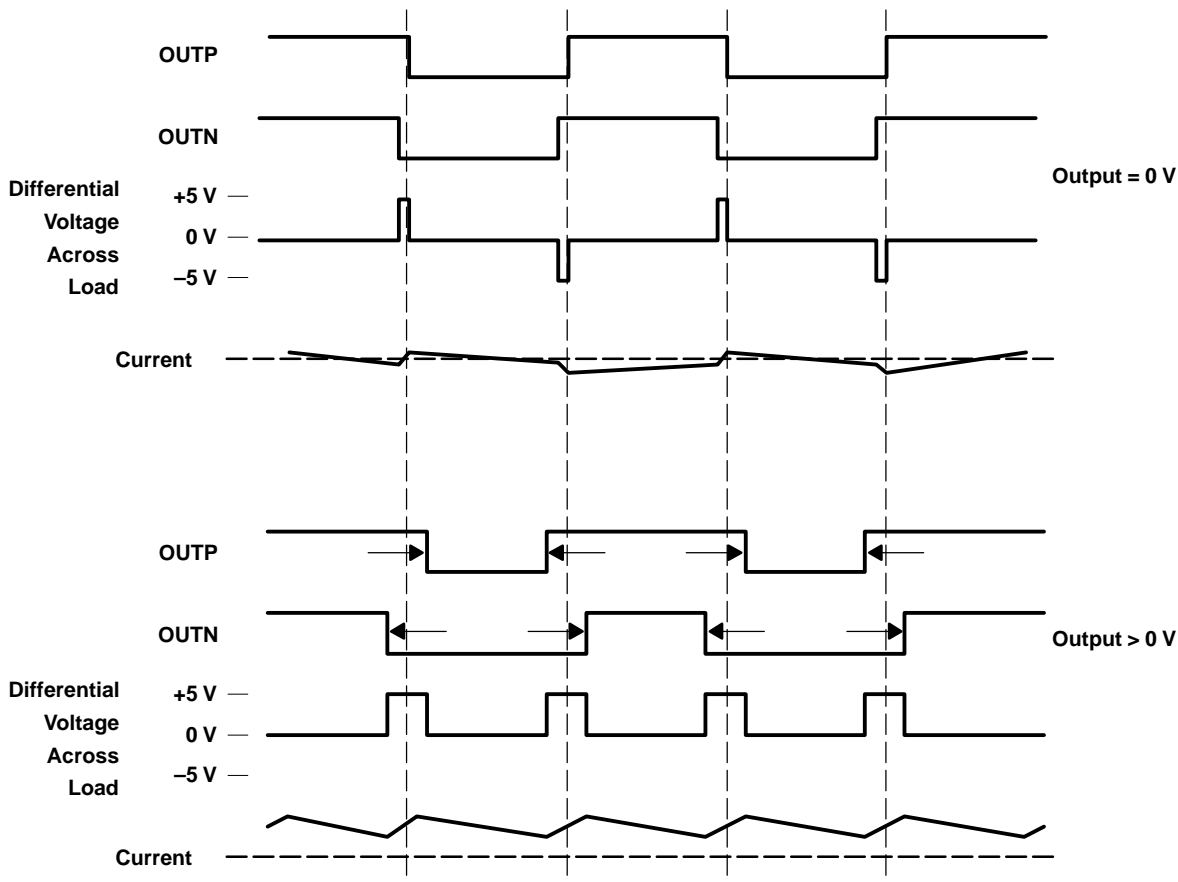 OUTP
OUTN
Output = 0 V
Differential
Voltage
Across
Load
+5 V
0 V
–5 V
Current
OUTP
OUTN
Output > 0 V
Differential
Voltage
Across
Load
+5 V
0 V
–5 V
Current